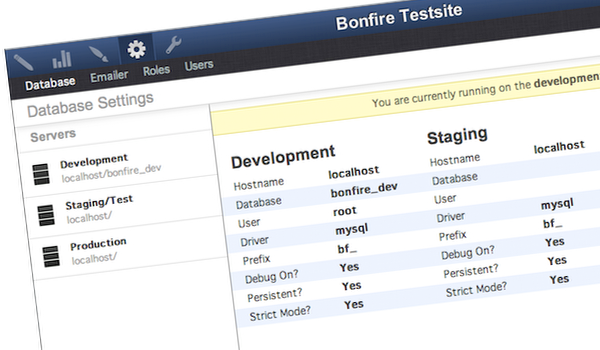 Bonfire Testsite
Database Emailer Roles Users
Database Settings
Servers
Development
localhost/bonfire_dev
Staging/Test
localhost/
Production
localhost/
You are currently running on the development
Development
Hostname localhost
Database bonfire_dev
User root
Driver mysql
Prefix bf_
Debug On? Yes
Persistent? Yes
Strict Mode? Yes
Staging
Hostname localhost
Database
User
Driver mysql
Prefix bf_
Debug On? Yes
Persistent? Yes
Strict Mode? Yes